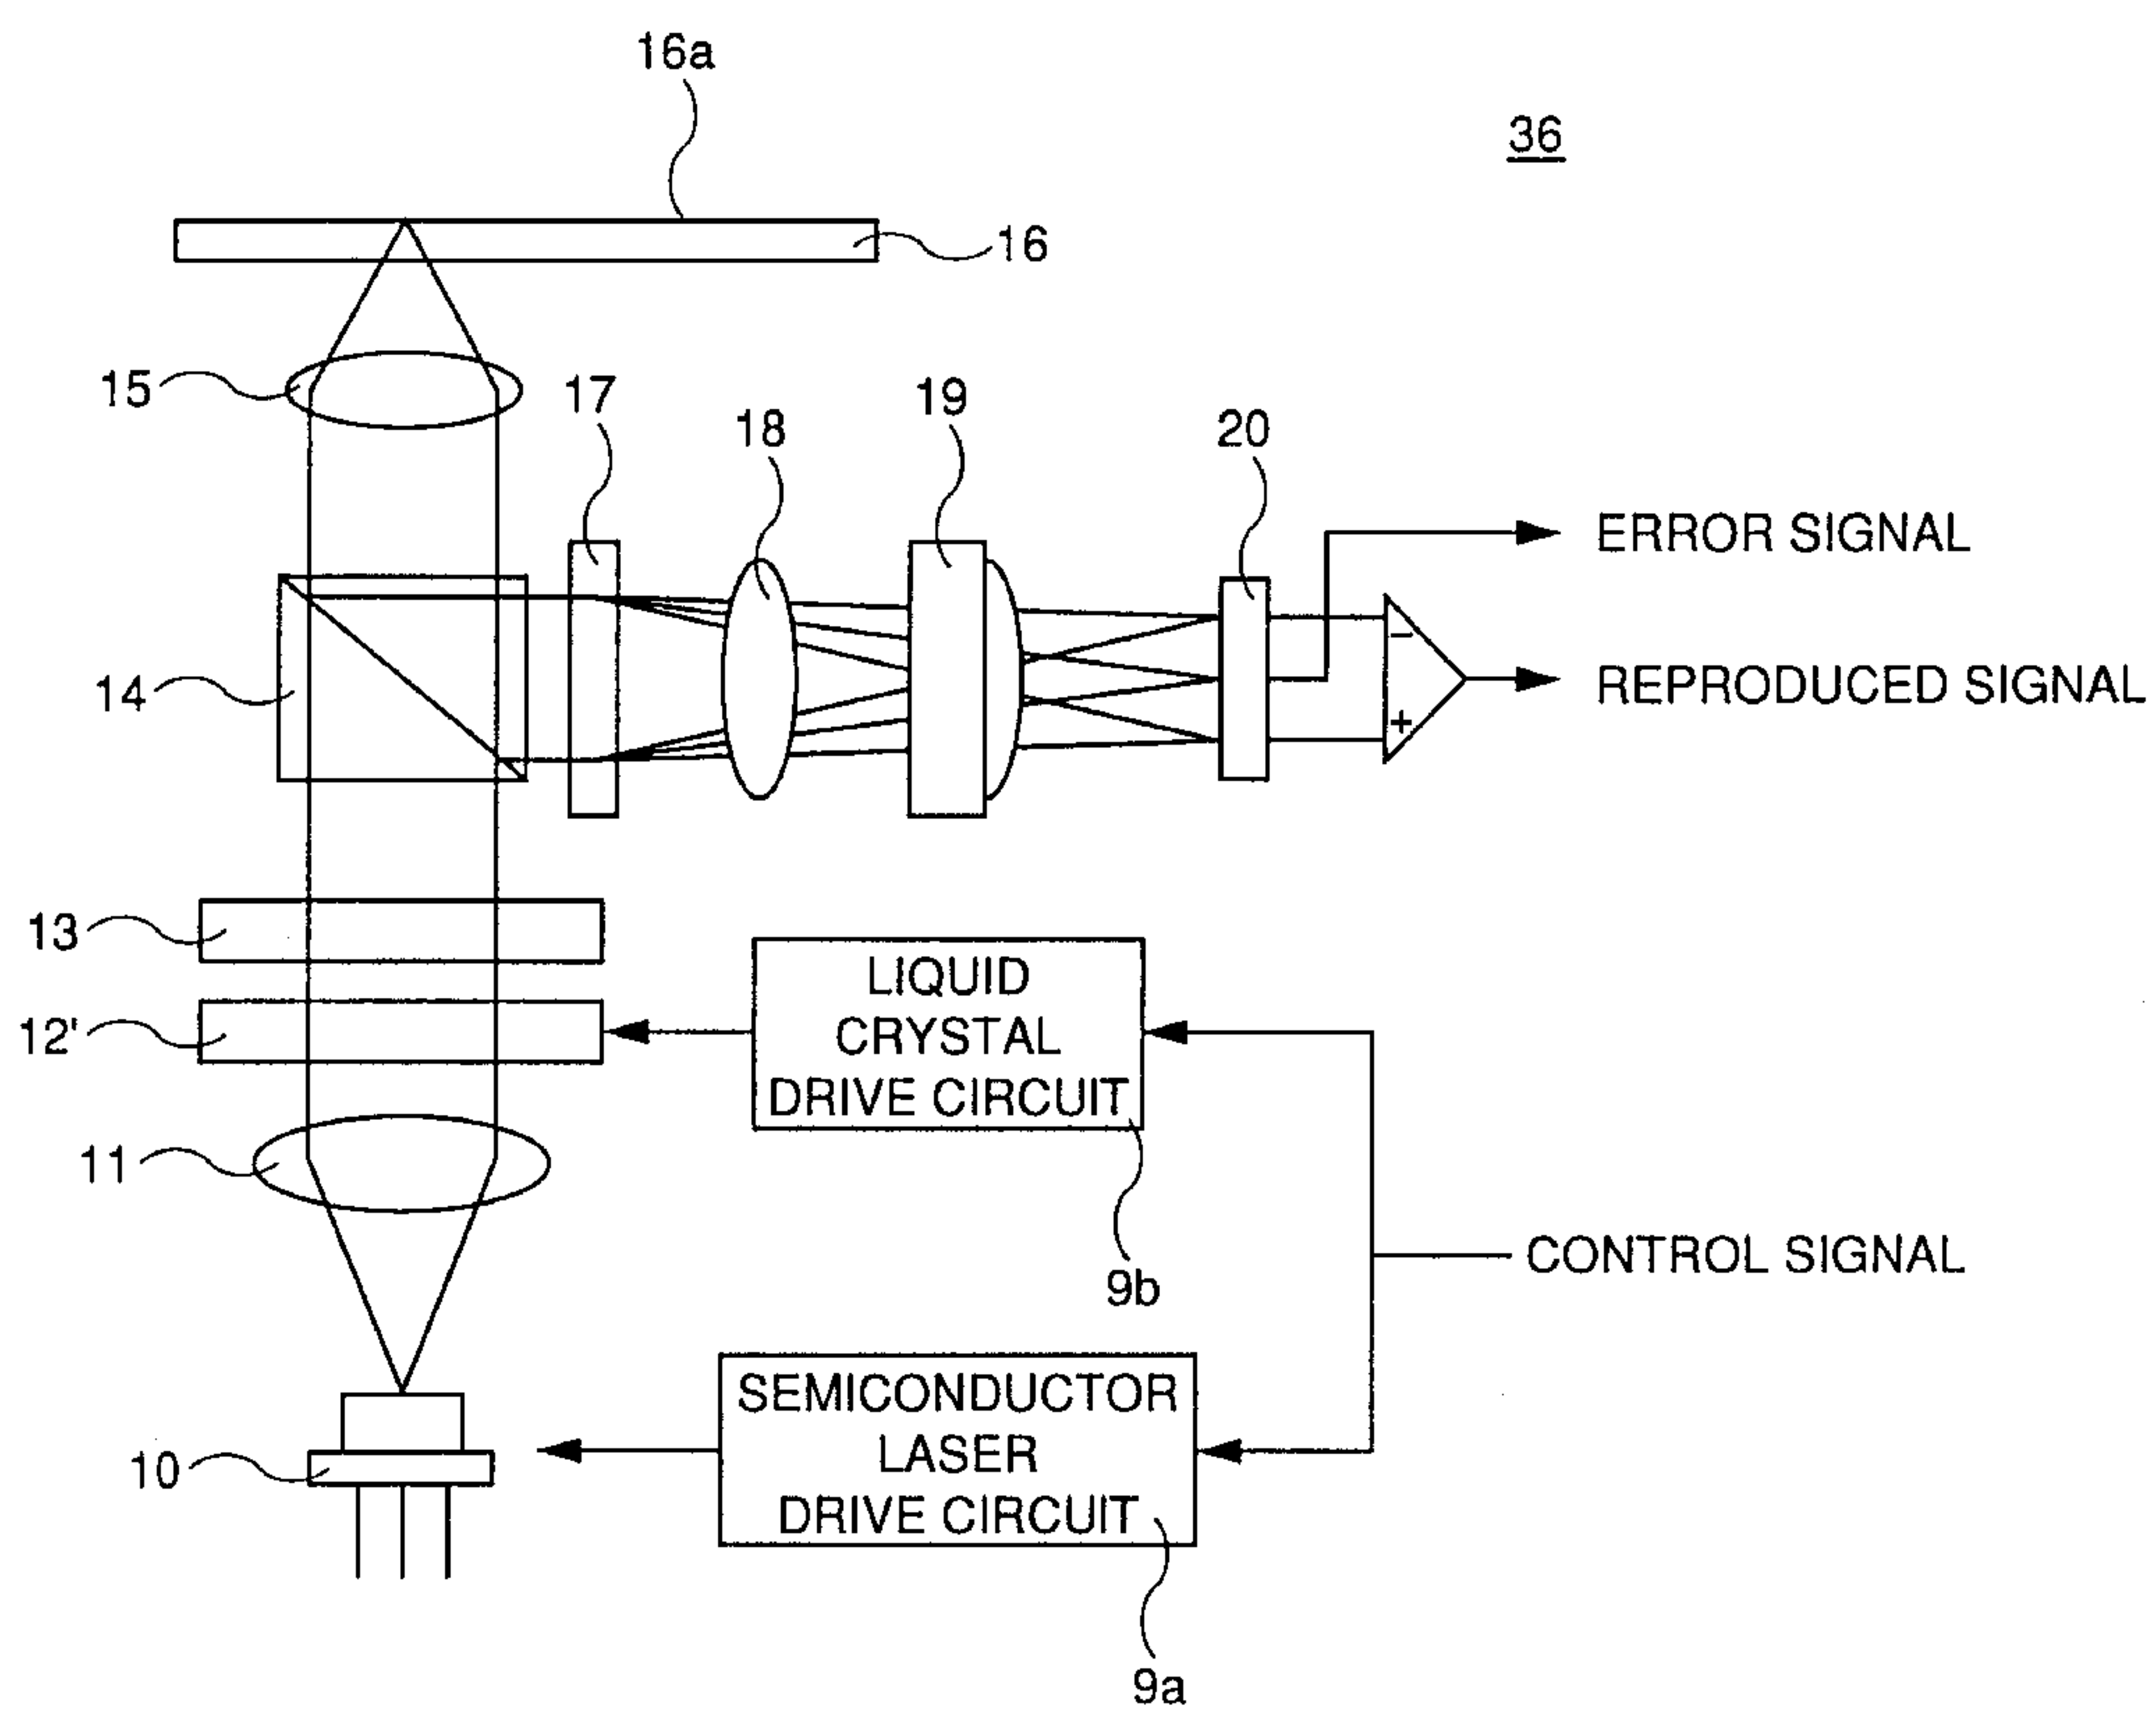 16a
36
16
15
17
18
19
20
ERROR SIGNAL
14
REPRODUCED SIGNAL
−
+
13
12'
LIQUID
CRYSTAL
DRIVE CIRCUIT
11
9b
CONTROL SIGNAL
10
SEMICONDUCTOR
LASER
DRIVE CIRCUIT
9a